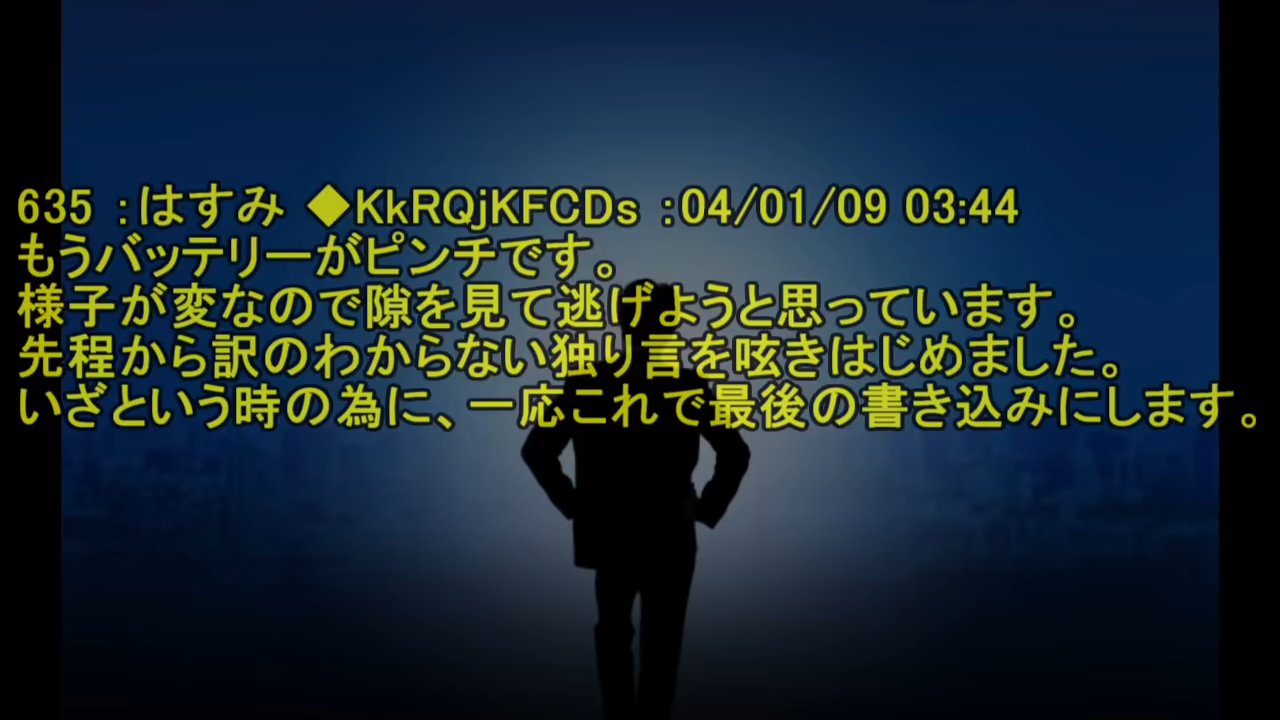 635 :はすみ ◆KkRQjKFCDs :04/01/09 03:44
もうバッテリーがピンチです。
様子が変なので隙を見て逃げようと思っています。
先程から訳のわからない独り言を呟きはじめました。
いざという時の為に、一応これで最後の書き込みにします。